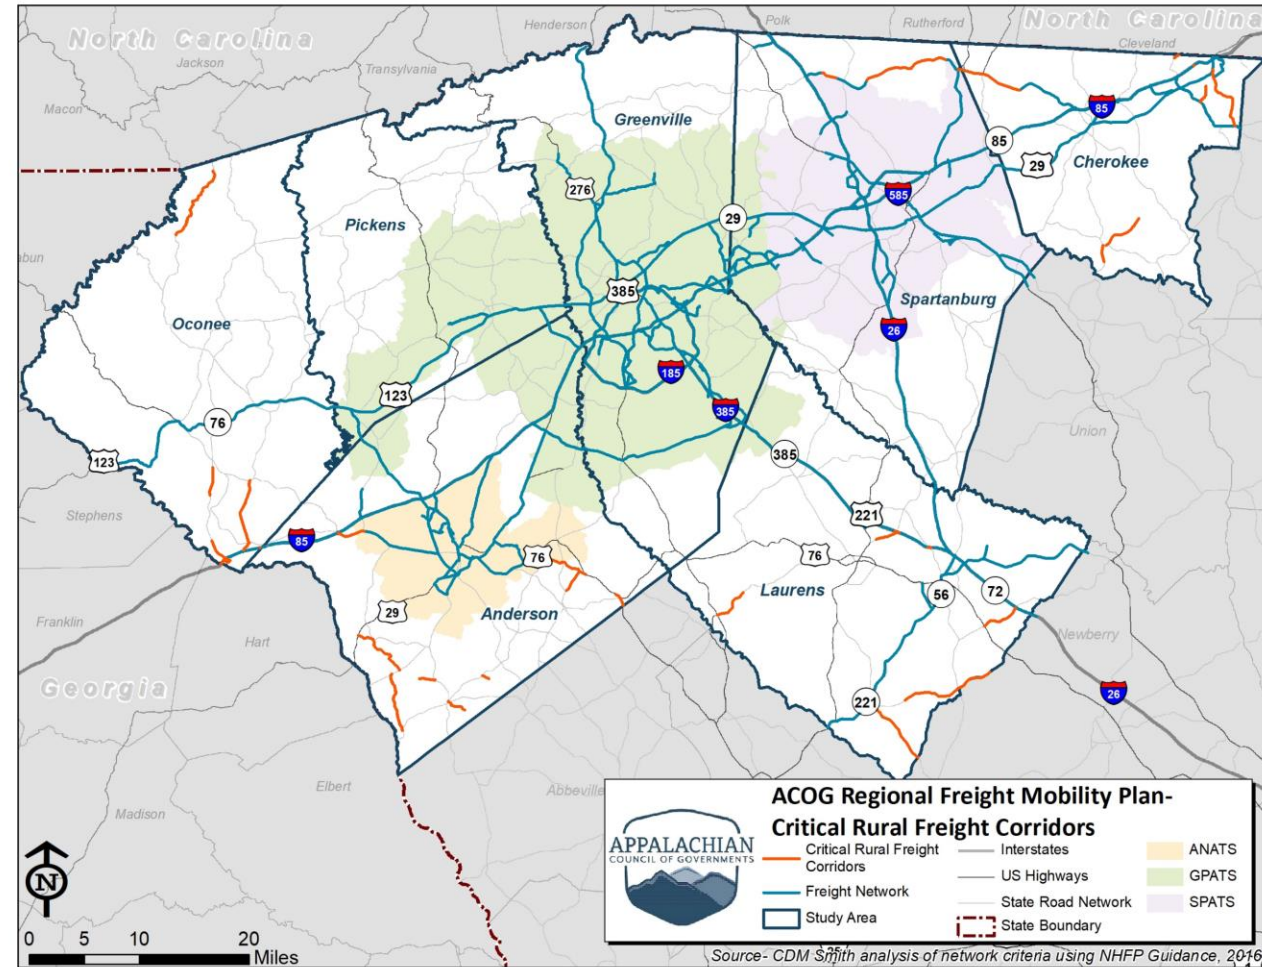 Henderson
Polk
Rutherford
North Carolina
North Carolina
Cleveland
Jackson
Transylvania
Macon
Greenville
85
85
29
Cherokee
276
585
Pickens
29
385
Spartanburg
Oconee
26
185
123
385
76
123
385
Union
Stephens
221
85
76
76
Laurens
56
72
29
Anderson
Franklin
Hart
Newberry
Georgia
221
26
Elbert
Abbeville
Madison
N
0 5 10 20
Miles
APPALACHIAN
COUNCIL OF GOVERNMENTS
ACOG Regional Freight Mobility Plan-
Critical Rural Freight Corridors
Critical Rural Freight
Corridors
Freight Network
Study Area
Interstates
US Highways
State Road Network
State Boundary
ANATS
GPATS
SPATS
Source- CDM Smith analysis of network criteria using NHFP Guidance, 2016